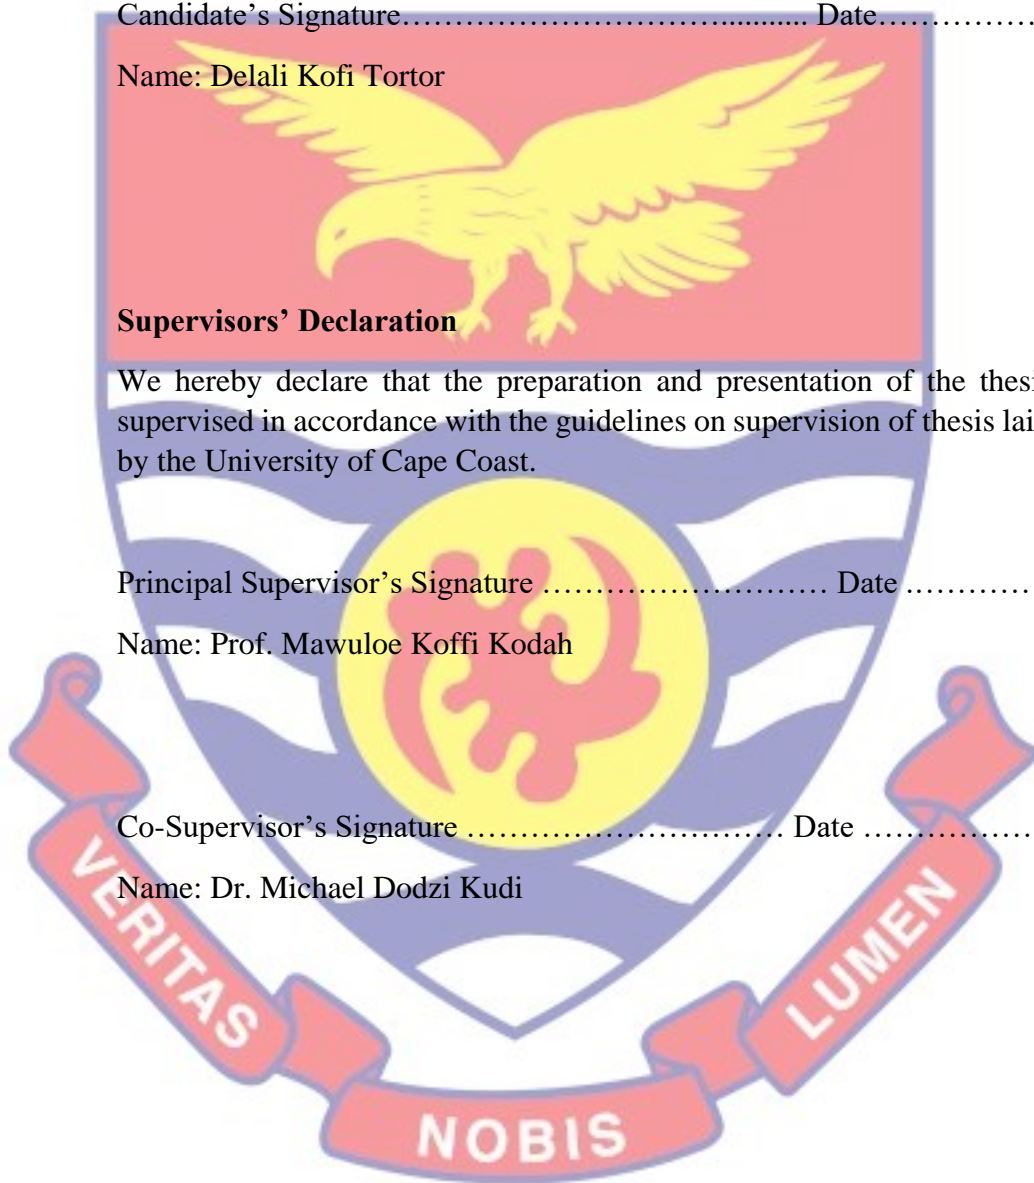 Candidate's Signature…………………………........... Date……………
Name: Delali Kofi Tortor
Supervisors' Declaration
We hereby declare that the preparation and presentation of the thesi
supervised in accordance with the guidelines on supervision of thesis lai
by the University of Cape Coast.
Principal Supervisor's Signature ……………………… Date …………
Name: Prof. Mawuloe Koffi Kodah
Co-Supervisor's Signature ………………………… Date ……………
Name: Dr. Michael Dodzi Kudi
VERITAS
NOBIS
LUMEN